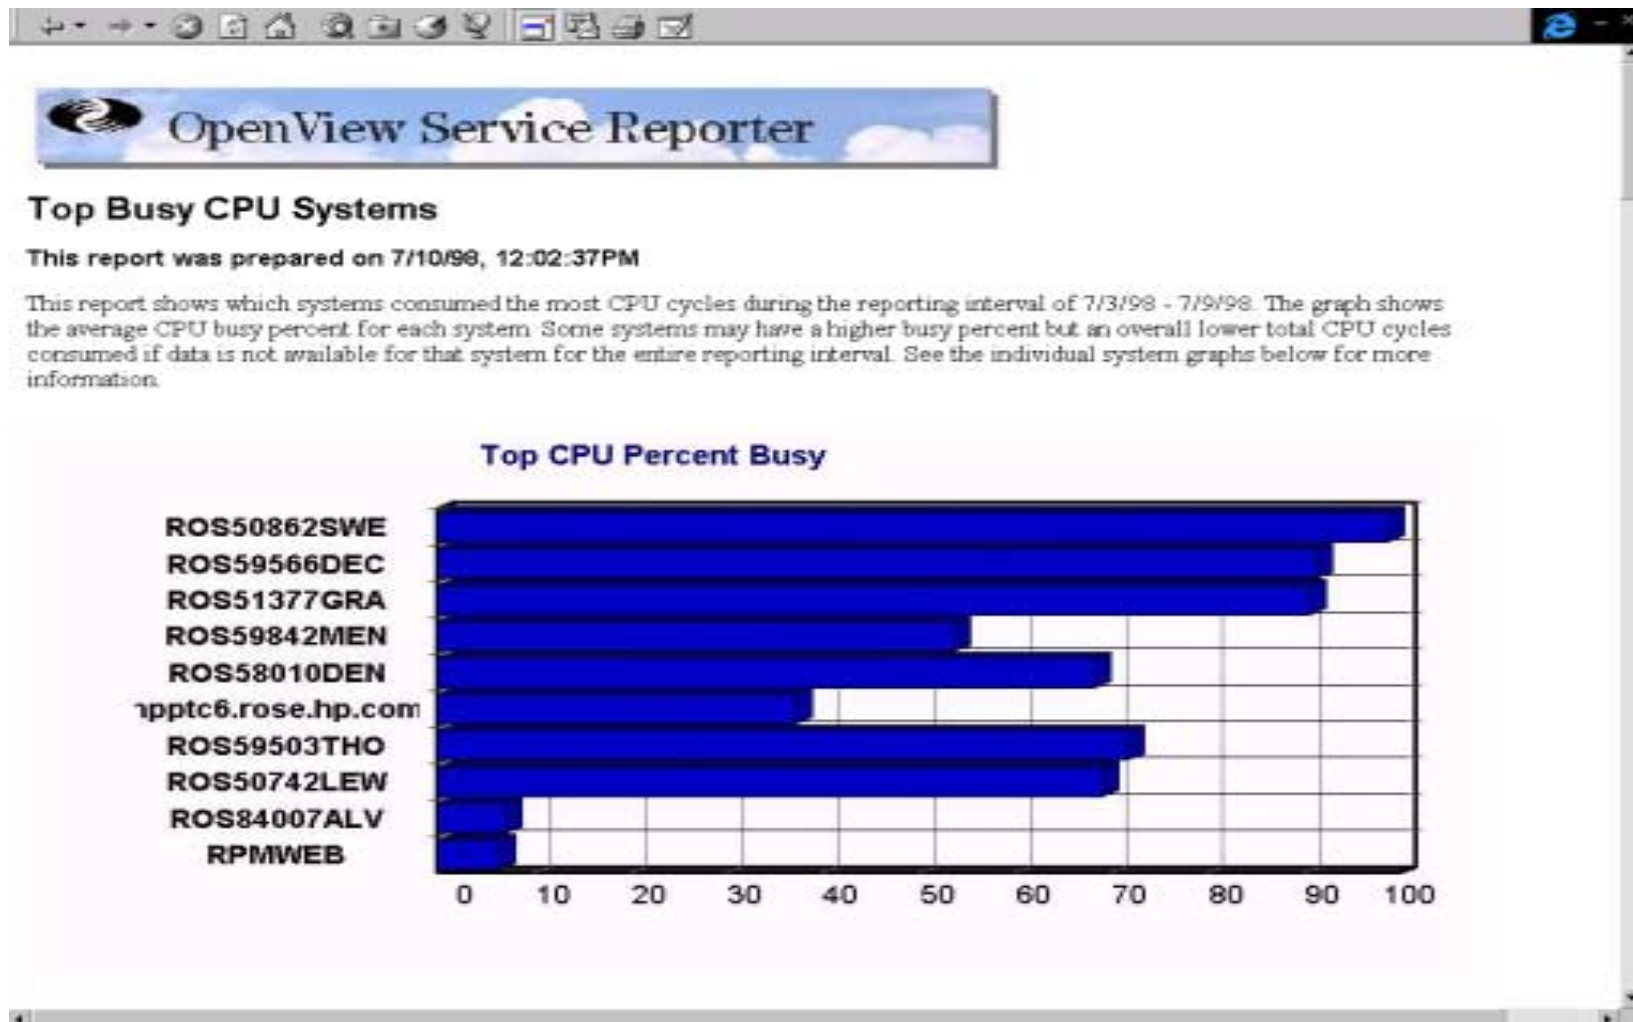 OpenView Service Reporter
Top Busy CPU Systems
This report was prepared on 7/10/98, 12:02:37PM
This report shows which systems consumed the most CPU cycles during the reporting interval of 7/3/98 - 7/9/98. The graph shows
the average CPU busy percent for each system. Some systems may have a higher busy percent but an overall lower total CPU cycles
consumed if data is not available for that system for the entire reporting interval. See the individual system graphs below for more
information.
Top CPU Percent Busy
ROS50862SWE
ROS59566DEC
ROS51377GRA
ROS59842MEN
ROS58010DEN
npptc6.rose.hp.com
ROS59503THO
ROS50742LEW
ROS84007ALV
RPMWEB
0 10 20 30 40 50 60 70 80 90 100